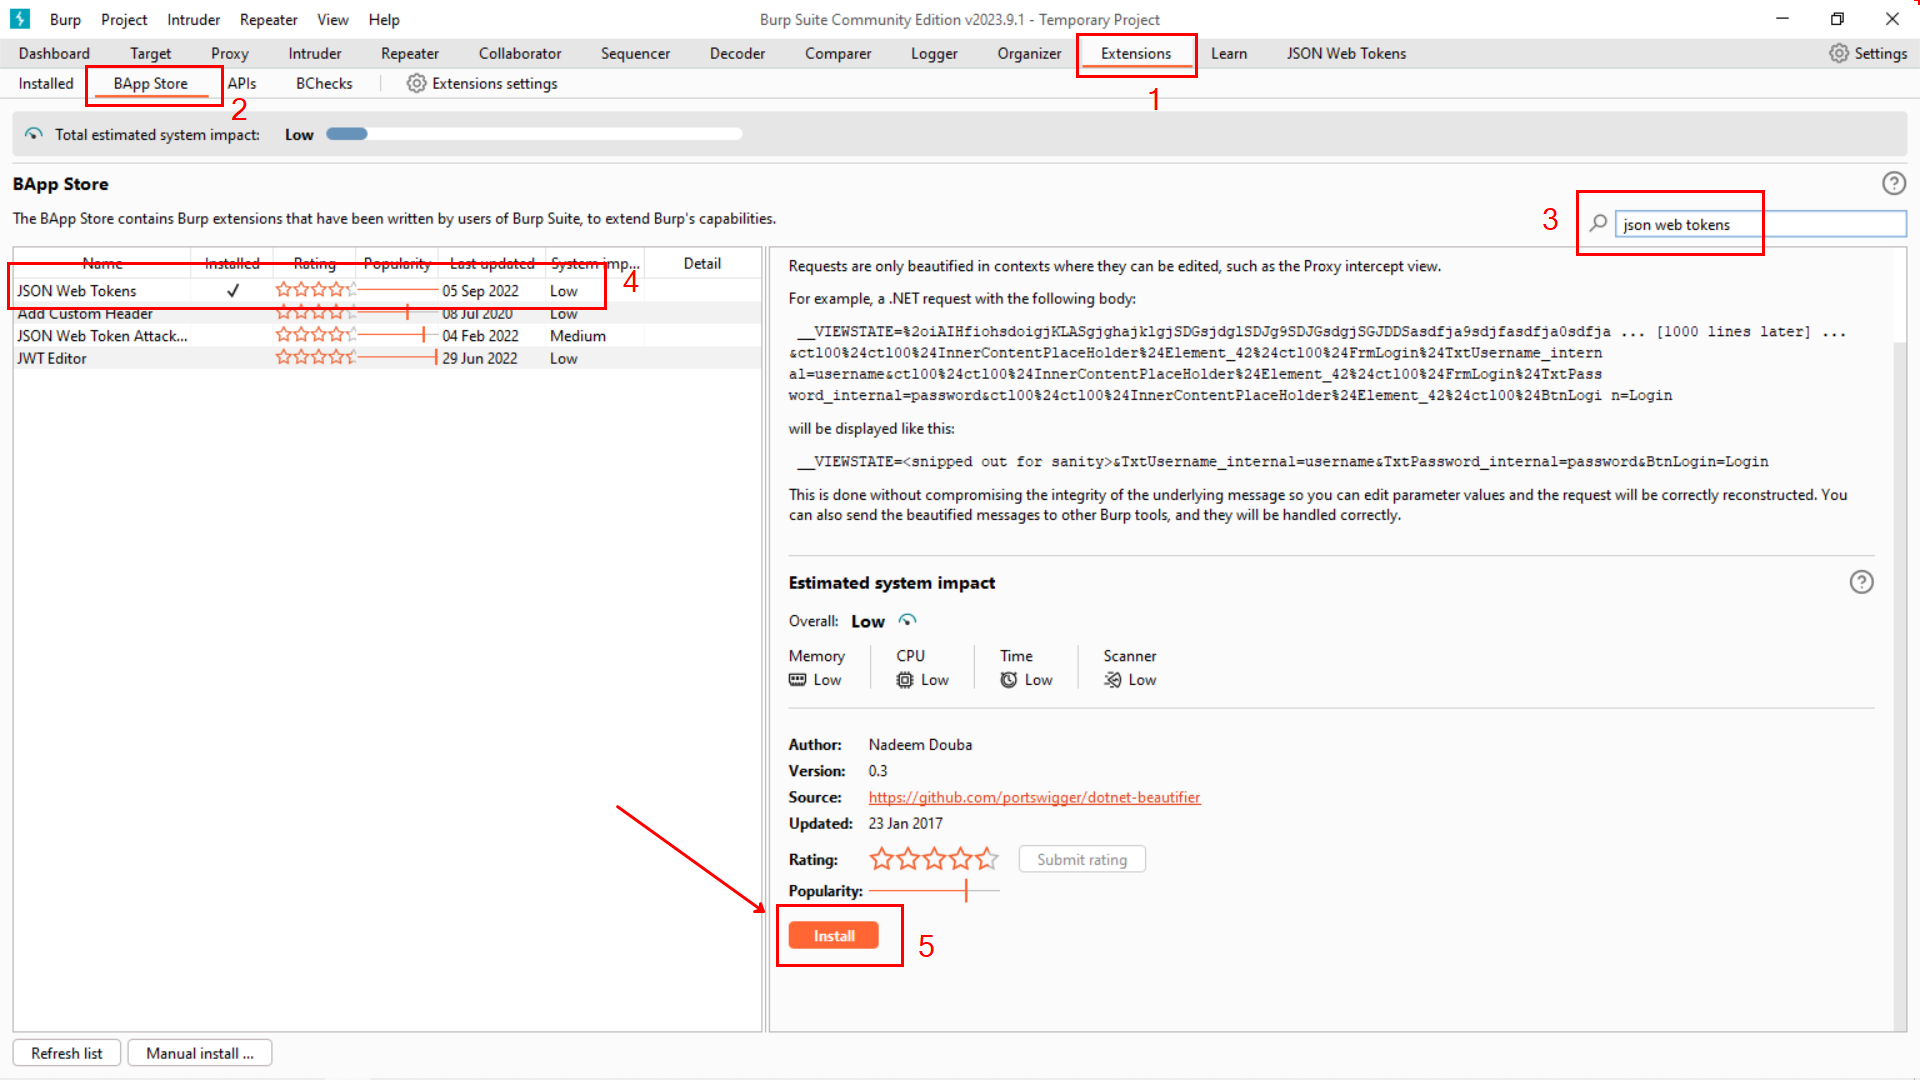 Burp Project Intruder Repeater View Help
Burp Suite Community Edition v2023.9.1 - Temporary Project
Dashboard Target Proxy Intruder Repeater Collaborator Sequencer Decoder Comparer Logger Organizer Extensions Learn JSON Web Tokens Settings
Installed BApp Store APIs BChecks Extensions settings
1
2
Total estimated system impact: Low
BApp Store
The BApp Store contains Burp extensions that have been written by users of Burp Suite, to extend Burp's capabilities.
3
json web tokens
Name Installed Rating Popularity Last updated System imp... Detail
JSON Web Tokens 05 Sep 2022 Low
4
Add Custom Header 08 Jul 2020 Low
JSON Web Token Attack... 04 Feb 2022 Medium
JWT Editor 29 Jun 2022 Low
Requests are only beautified in contexts where they can be edited, such as the Proxy intercept view.
For example, a .NET request with the following body:
__VIEWSTATE=%2oiAIHfiohsdoigjKLASgjghajklgjSDGsjdglSDJg9SDJGsdgjSGJDDSasdfja9sdjfasdfja0sdfja ... [1000 lines later] ...
&ctl00%24ctl00%24InnerContentPlaceHolder%24Element_42%24ctl00%24FrmLogin%24TxtUsername_intern
al=username&ctl00%24ctl00%24InnerContentPlaceHolder%24Element_42%24ctl00%24FrmLogin%24TxtPass
word_internal=password&ctl00%24ctl00%24InnerContentPlaceHolder%24Element_42%24ctl00%24BtnLogi n=Login
will be displayed like this:
__VIEWSTATE=<snipped out for sanity>&TxtUsername_internal=username&TxtPassword_internal=password&BtnLogin=Login
This is done without compromising the integrity of the underlying message so you can edit parameter values and the request will be correctly reconstructed. You
can also send the beautified messages to other Burp tools, and they will be handled correctly.
Estimated system impact
Overall: Low
Memory CPU Time Scanner
Low Low Low Low
Author: Nadeem Douba
Version: 0.3
Source: https://github.com/portswigger/dotnet-beautifier
Updated: 23 Jan 2017
Rating: Submit rating
Popularity:
Install
5
Refresh list Manual install ...